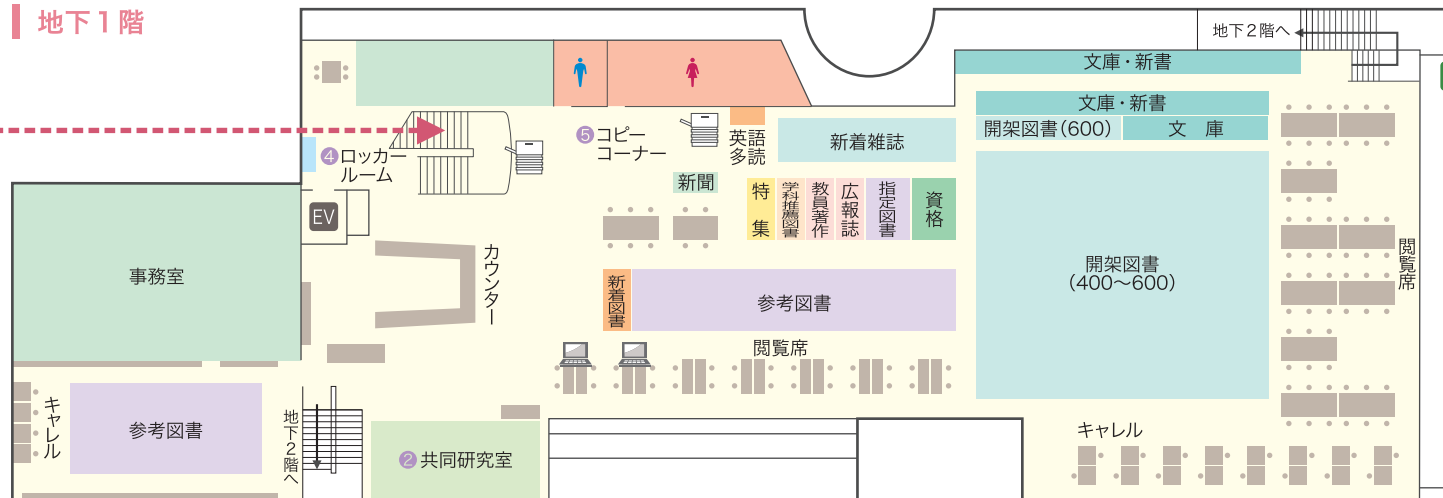 地下1階
地下2階へ
文庫・新書
文庫・新書
開架図書(600)
文 庫
❺コピー
コーナー
英語
多読
新着雑誌
❹ロッカー
ルーム
新聞
特 集
学科推薦図書
教員著作
広報誌
指定図書
資格
EV
カウンター
事務室
開架図書
(400〜600)
閲覧席
新着図書
参考図書
閲覧席
キャレル
参考図書
地下2階へ
❷共同研究室
キャレル